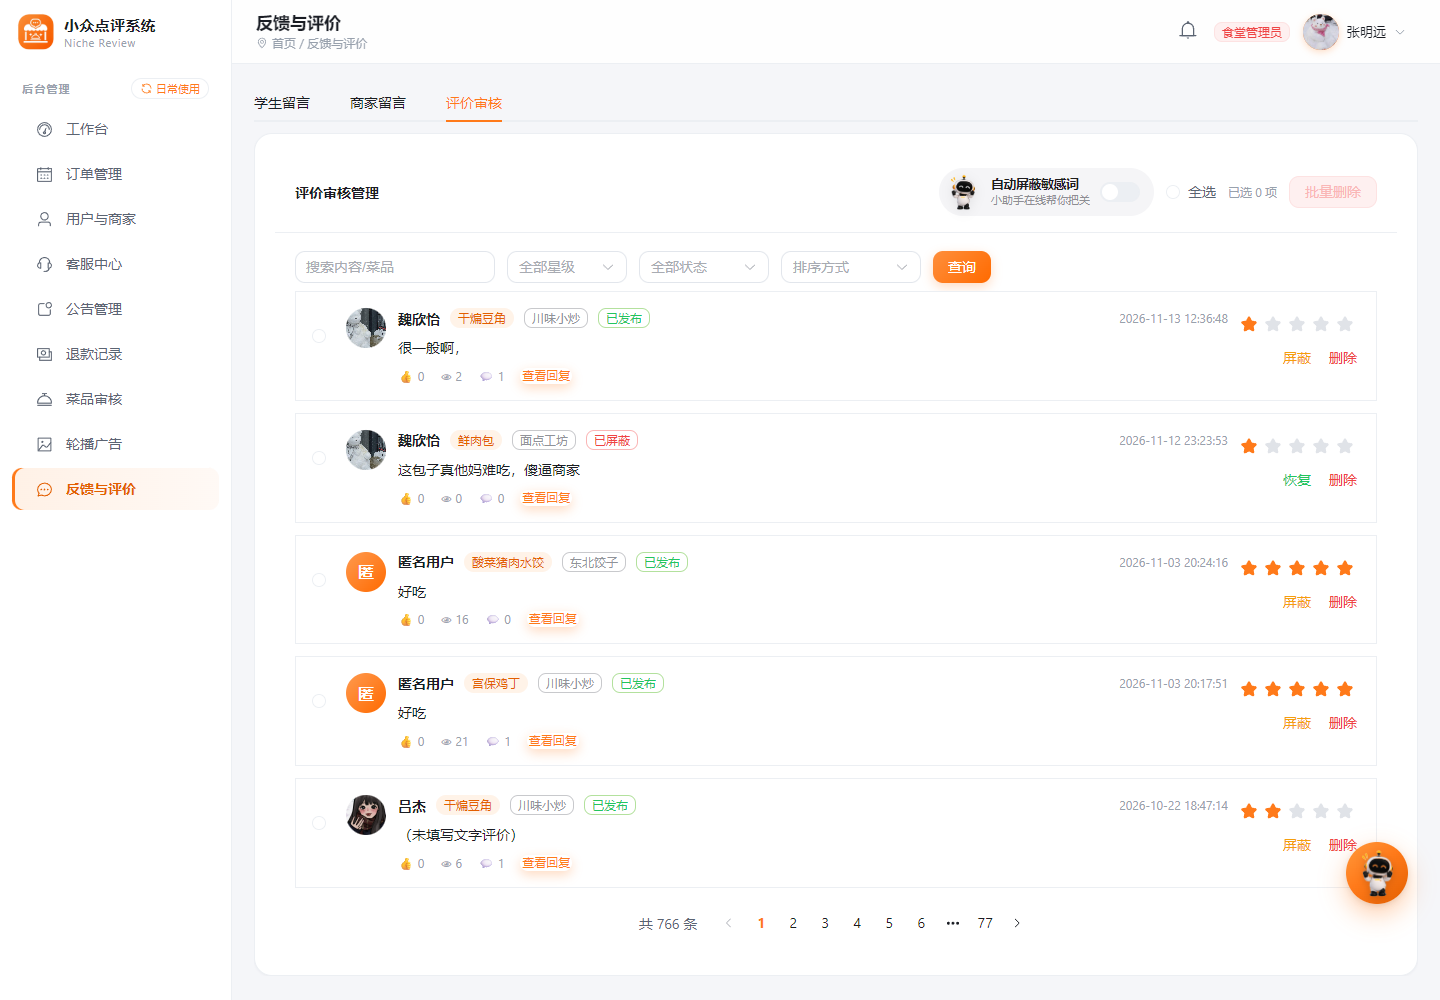 小众点评系统
Niche Review
后台管理
日常使用
工作台
订单管理
用户与商家
客服中心
公告管理
退款记录
菜品审核
轮播广告
反馈与评价
反馈与评价
首页 / 反馈与评价
食堂管理员
张明远
学生留言
商家留言
评价审核
评价审核管理
自动屏蔽敏感词
小助手在线帮你把关
全选
已选 0 项
批量删除
搜索内容/菜品
全部星级
全部状态
排序方式
查询
魏欣怡 干煸豆角 川味小炒 已发布
2026-11-13 12:36:48
很一般啊，
屏蔽 删除
0 2 1 查看回复
魏欣怡 鲜肉包 面点工坊 已屏蔽
2026-11-12 23:23:53
这包子真他妈难吃，傻逼商家
恢复 删除
0 0 0 查看回复
匿 匿名用户 酸菜猪肉水饺 东北饺子 已发布
2026-11-03 20:24:16
好吃
屏蔽 删除
0 16 0 查看回复
匿 匿名用户 宫保鸡丁 川味小炒 已发布
2026-11-03 20:17:51
好吃
屏蔽 删除
0 21 1 查看回复
吕杰 干煸豆角 川味小炒 已发布
2026-10-22 18:47:14
（未填写文字评价）
屏蔽 删除
0 6 1 查看回复
共 766 条 1 2 3 4 5 6 ••• 77